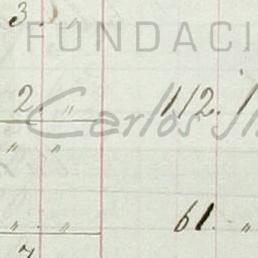 3. "
FUNDACI
2. " 112.
Carlos
" "
". " 61. "
7